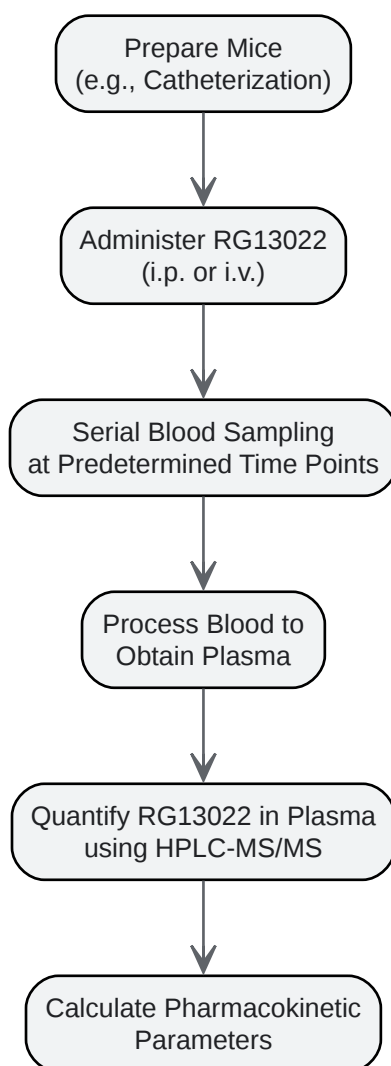 Prepare Mice
(e.g., Catheterization)
Administer RG13022
(i.p. or i.v.)
Serial Blood Sampling
at Predetermined Time Points
Process Blood to
Obtain Plasma
Quantify RG13022 in Plasma
using HPLC-MS/MS
Calculate Pharmacokinetic
Parameters